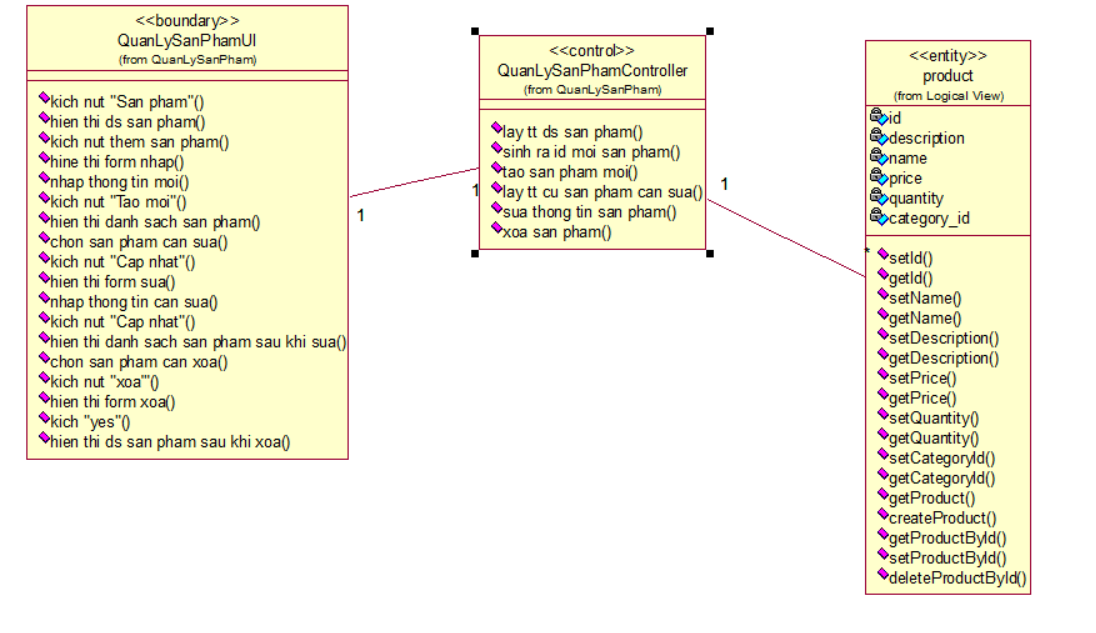 <<boundary>>
QuanLySanPhamUI
(from QuanLySanPham)
kich nut "San pham"()
hien thi ds san pham()
kich nut them san pham()
hine thi form nhap()
nhap thong tin moi()
kich nut "Tao moi"()
hien thi danh sach san pham()
chon san pham can sua()
kich nut "Cap nhat"()
hien thi form sua()
nhap thong tin can sua()
kich nut "Cap nhat"()
hien thi danh sach san pham sau khi sua()
chon san pham can xoa()
kich nut "xoa"'()
hien thi form xoa()
kich "yes"()
hien thi ds san pham sau khi xoa()
1
1
<<control>>
QuanLySanPhamController
(from QuanLySanPham)
lay tt ds san pham()
sinh ra id moi san pham()
tao san pham moi()
lay tt cu san pham can sua()
sua thong tin san pham()
xoa san pham()
1
*
<<entity>>
product
(from Logical View)
id
description
name
price
quantity
category_id
setId()
getId()
setName()
getName()
setDescription()
getDescription()
setPrice()
getPrice()
setQuantity()
getQuantity()
setCategoryId()
getCategoryId()
getProduct()
createProduct()
getProductById()
setProductById()
deleteProductById()